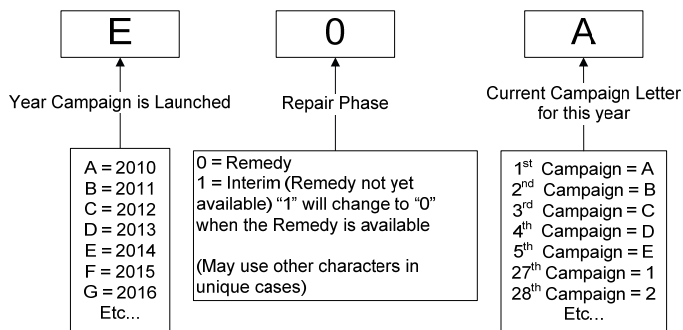 E
0
A
Year Campaign is Launched
Repair Phase
Current Campaign Letter
for this year
A = 2010
B = 2011
C = 2012
D = 2013
E = 2014
F = 2015
G = 2016
Etc...
0 = Remedy
1 = Interim (Remedy not yet
available) “1” will change to “0”
when the Remedy is available
(May use other characters in
unique cases)
1st Campaign = A
2nd Campaign = B
3rd Campaign = C
4th Campaign = D
5th Campaign = E
27th Campaign = 1
28th Campaign = 2
Etc...